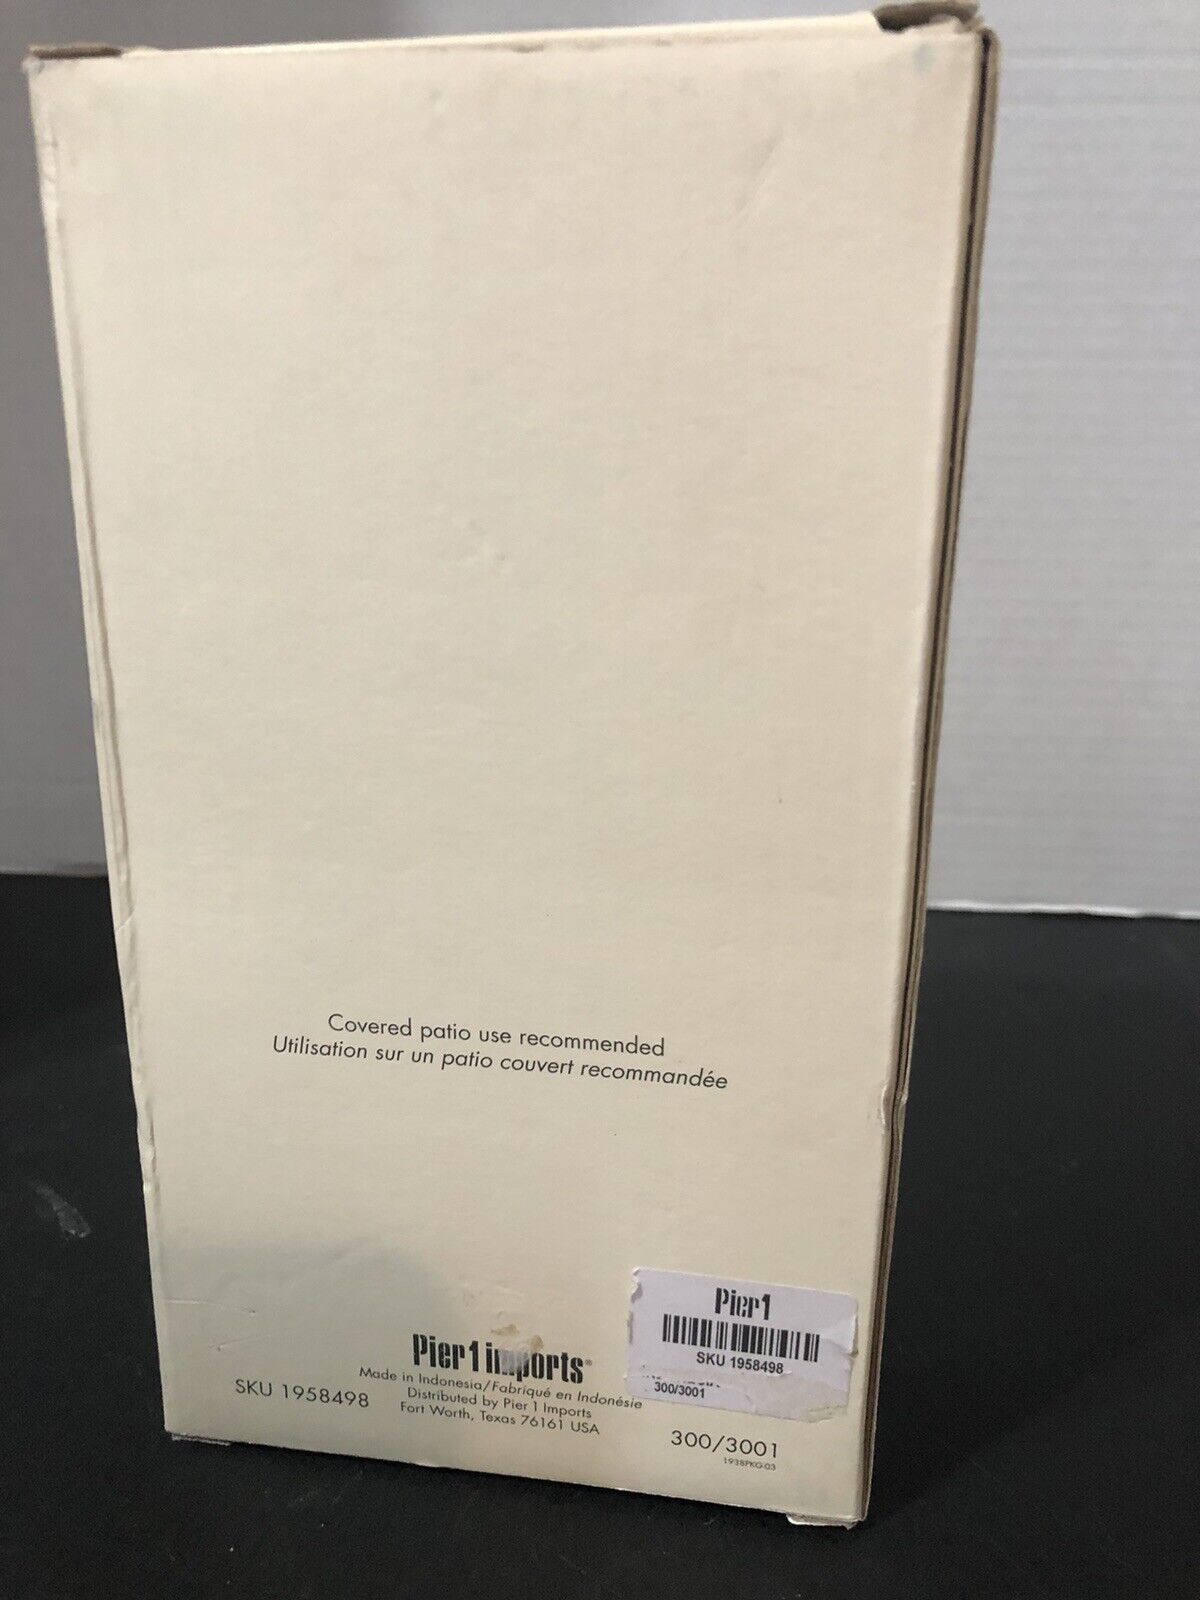 Covered patio use recommended
Utilisation sur un patio couvert recommandée
Pier1
SKU 1958498
300/3001
Pier 1 imports®
Made in Indonesia/Fabriqué en Indonésie
Distributed by Pier 1 Imports
Fort Worth, Texas 76161 USA
SKU 1958498
300/3001
1938PKG-03